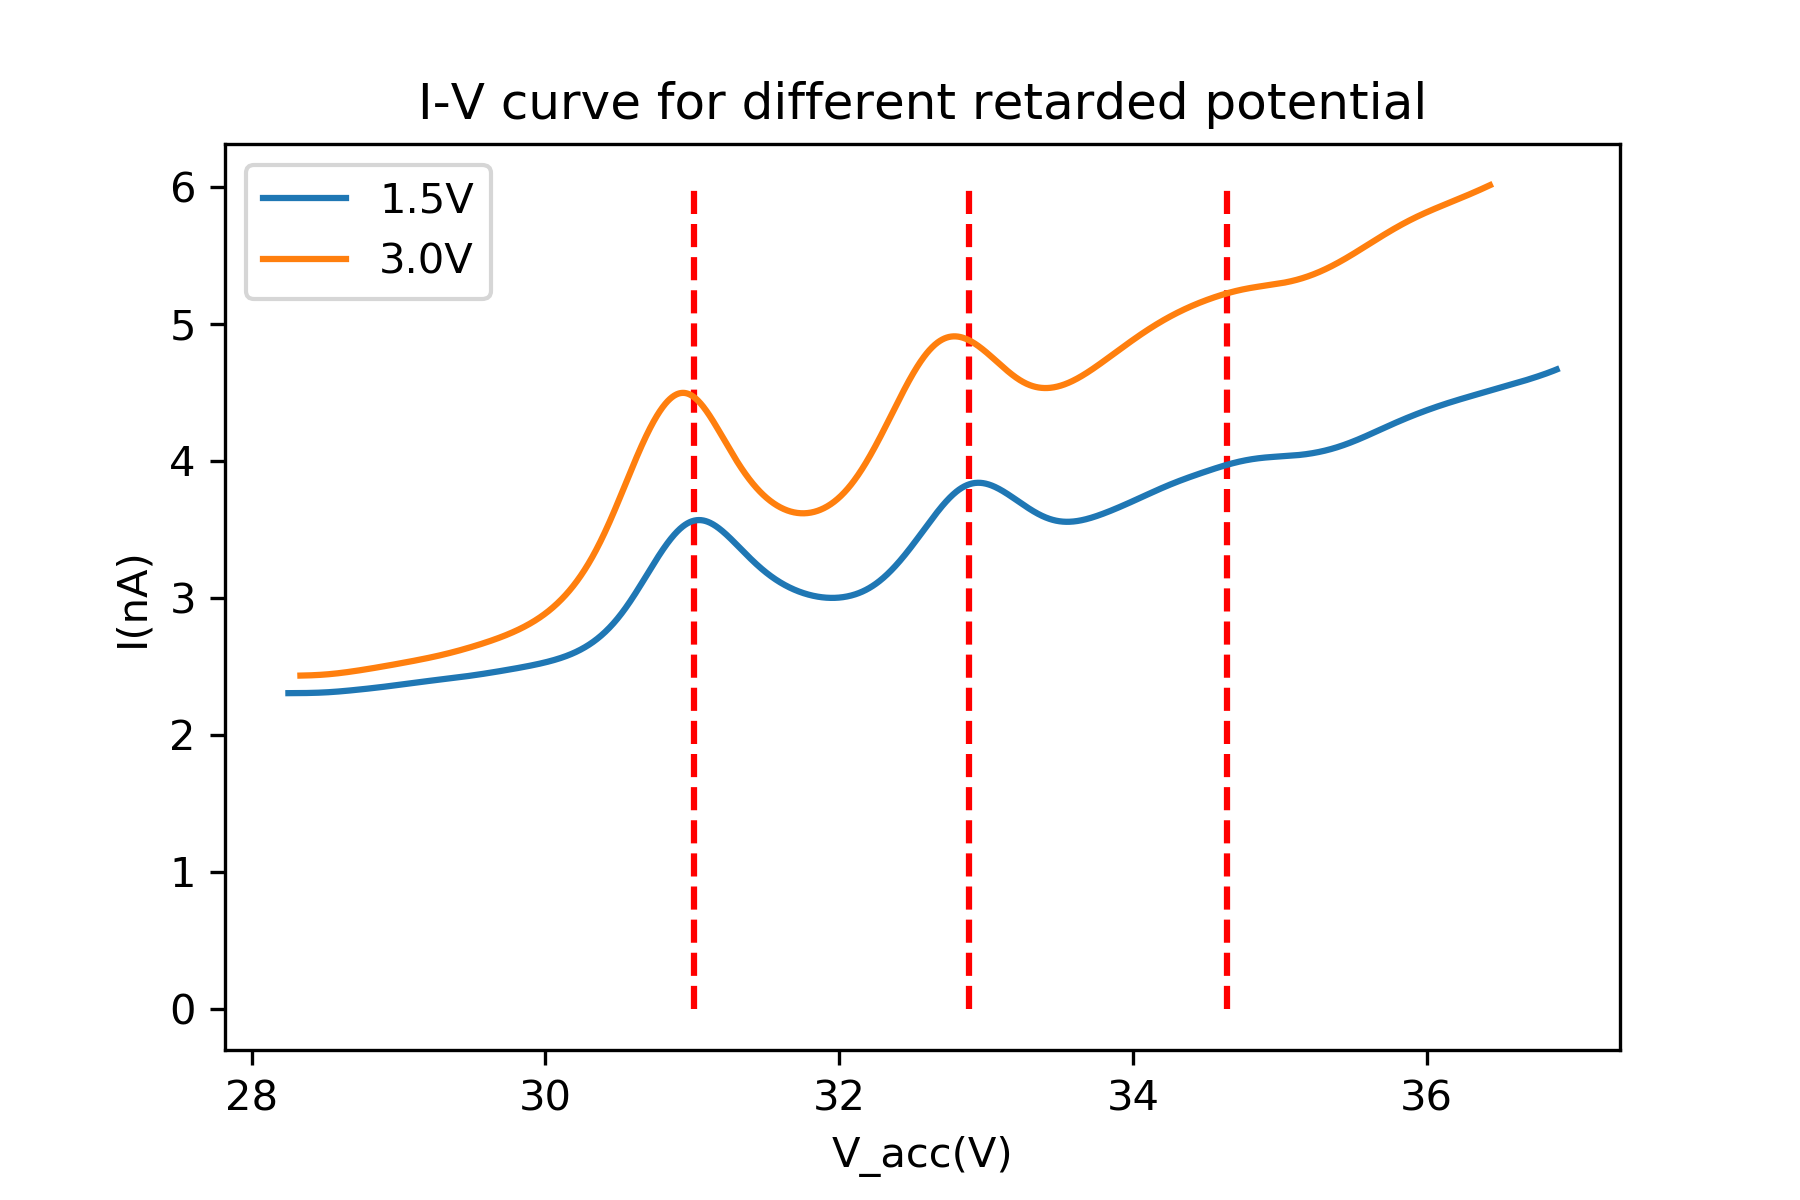 I-V curve for different retarded potential
1.5V
3.0V
6
5
4
3
2
1
0
I(nA)
28 30 32 34 36
V_acc(V)